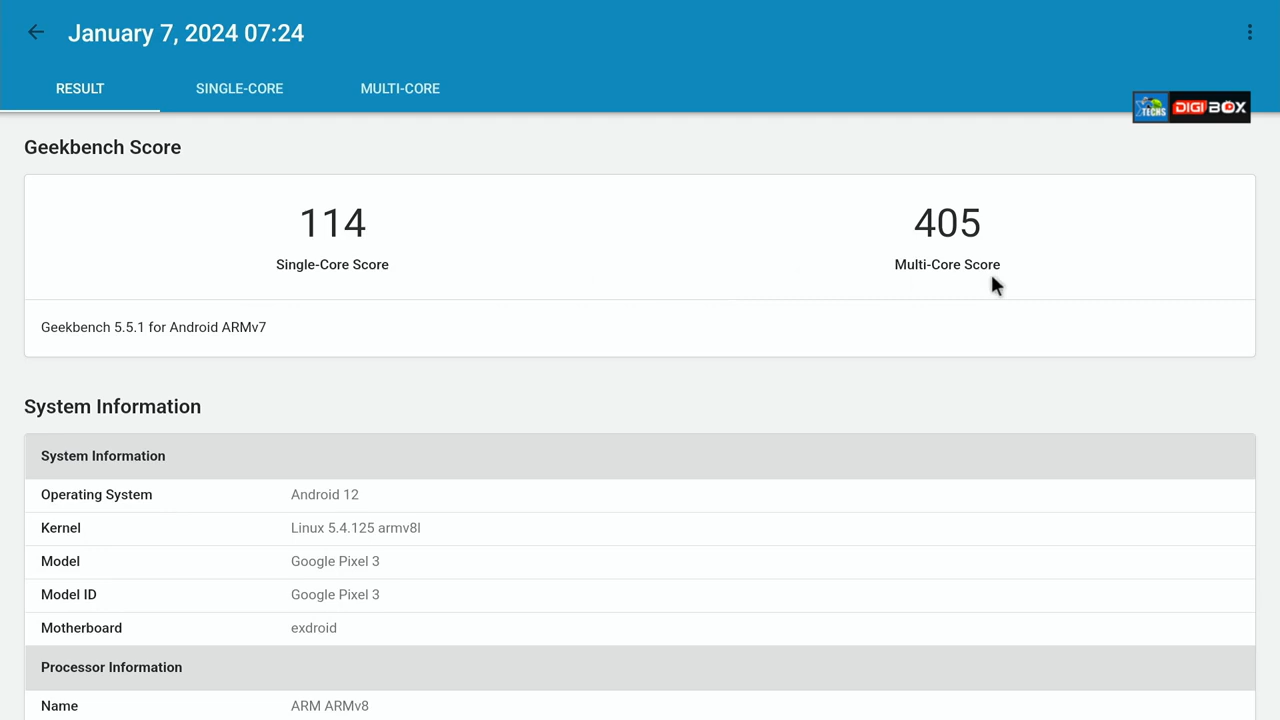 January 7, 2024 07:24
RESULT
SINGLE-CORE
MULTI-CORE
TECHS DIGIBOX
Geekbench Score
114
405
Single-Core Score
Multi-Core Score
Geekbench 5.5.1 for Android ARMv7
System Information
System Information
Operating System Android 12
Kernel Linux 5.4.125 armv8l
Model Google Pixel 3
Model ID Google Pixel 3
Motherboard exdroid
Processor Information
Name ARM ARMv8